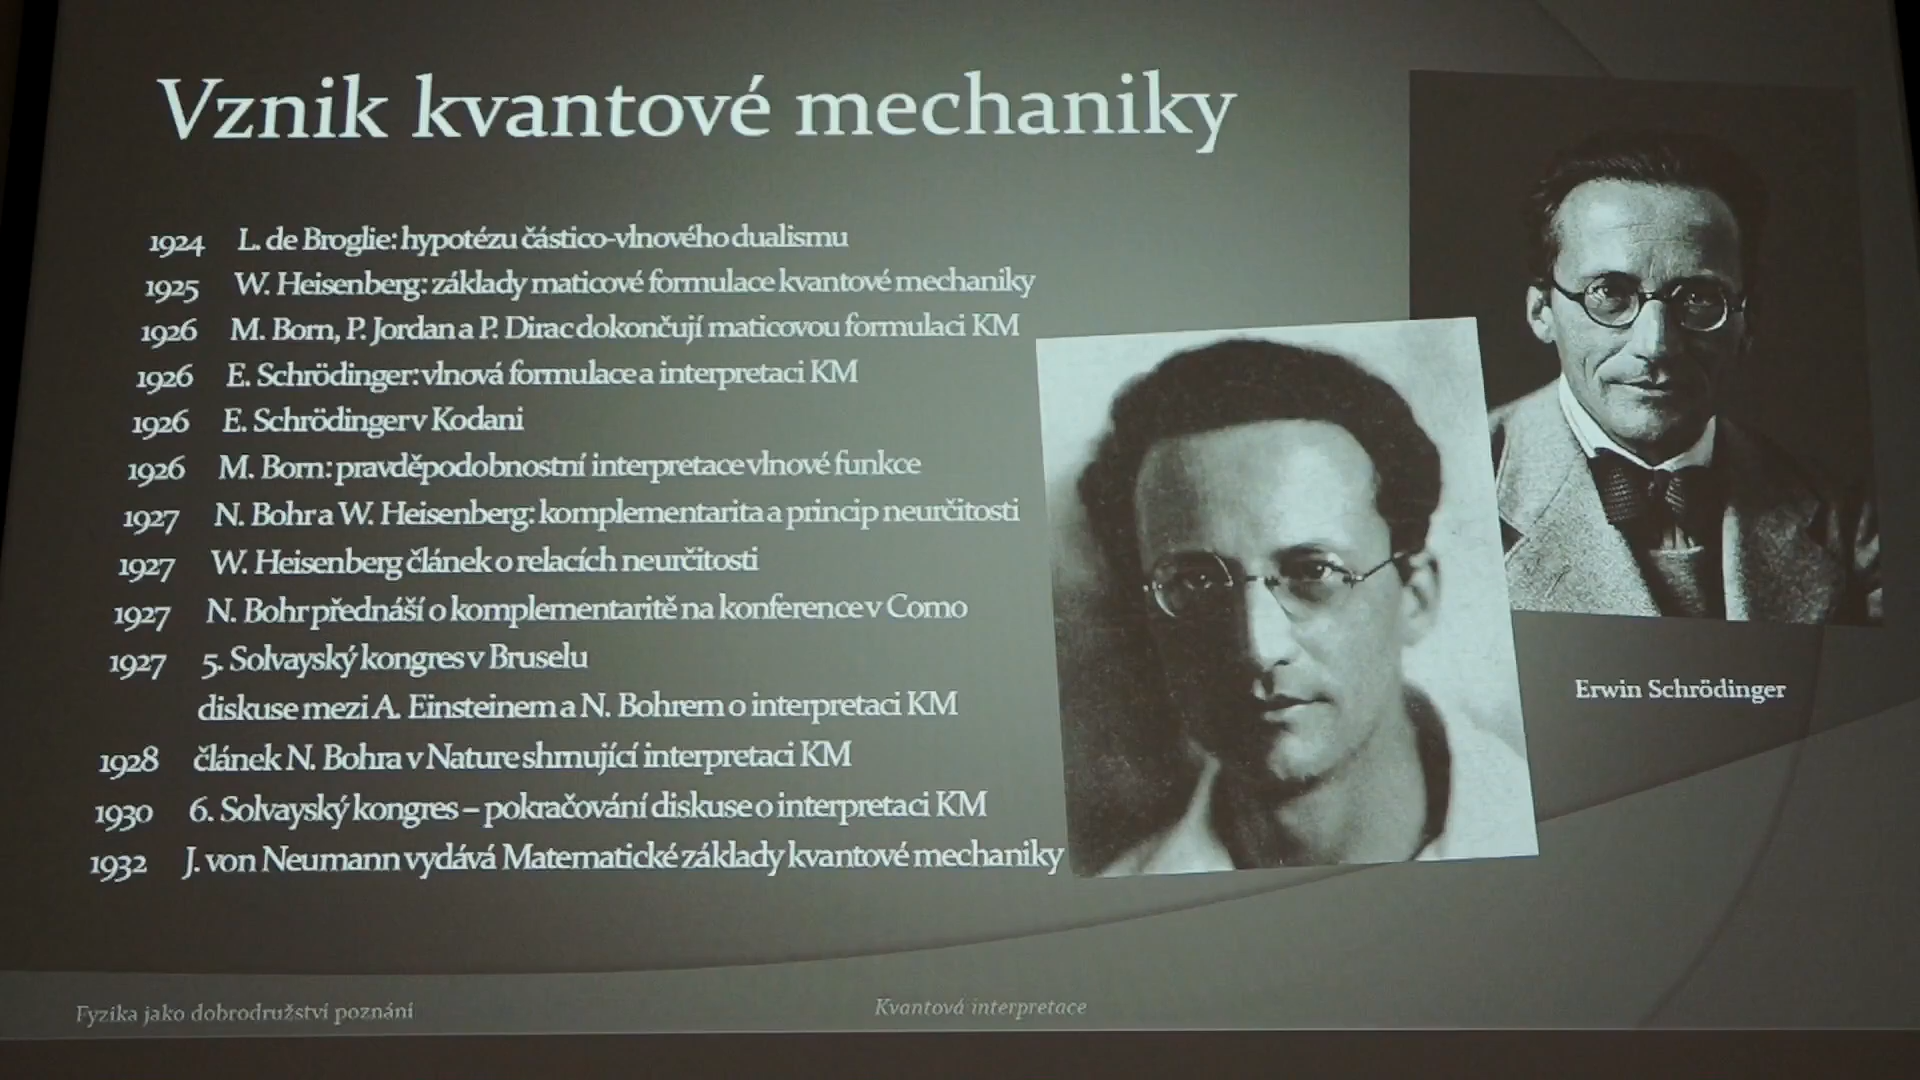 Vznik kvantové mechaniky
1924 L. de Broglie: hypotézu částico-vlnového dualismu
1925 W. Heisenberg: základy maticové formulace kvantové mechaniky
1926 M. Born, P. Jordan a P. Dirac dokončují maticovou formulaci KM
1926 E. Schrödinger: vlnová formulace a interpretaci KM
1926 E. Schrödinger v Kodani
1926 M. Born: pravděpodobnostní interpretace vlnové funkce
1927 N. Bohr a W. Heisenberg: komplementarita a princip neurčitosti
1927 W. Heisenberg článek o relacích neurčitosti
1927 N. Bohr přednáší o komplementaritě na konference v Como
1927 5. Solvayský kongres v Bruselu
diskuse mezi A. Einsteinem a N. Bohrem o interpretaci KM
1928 článek N. Bohra v Nature shrnující interpretaci KM
1930 6. Solvayský kongres – pokračování diskuse o interpretaci KM
1932 J. von Neumann vydává Matematické základy kvantové mechaniky
Erwin Schrödinger
Fyzika jako dobrodružství poznání
Kvantová interpretace